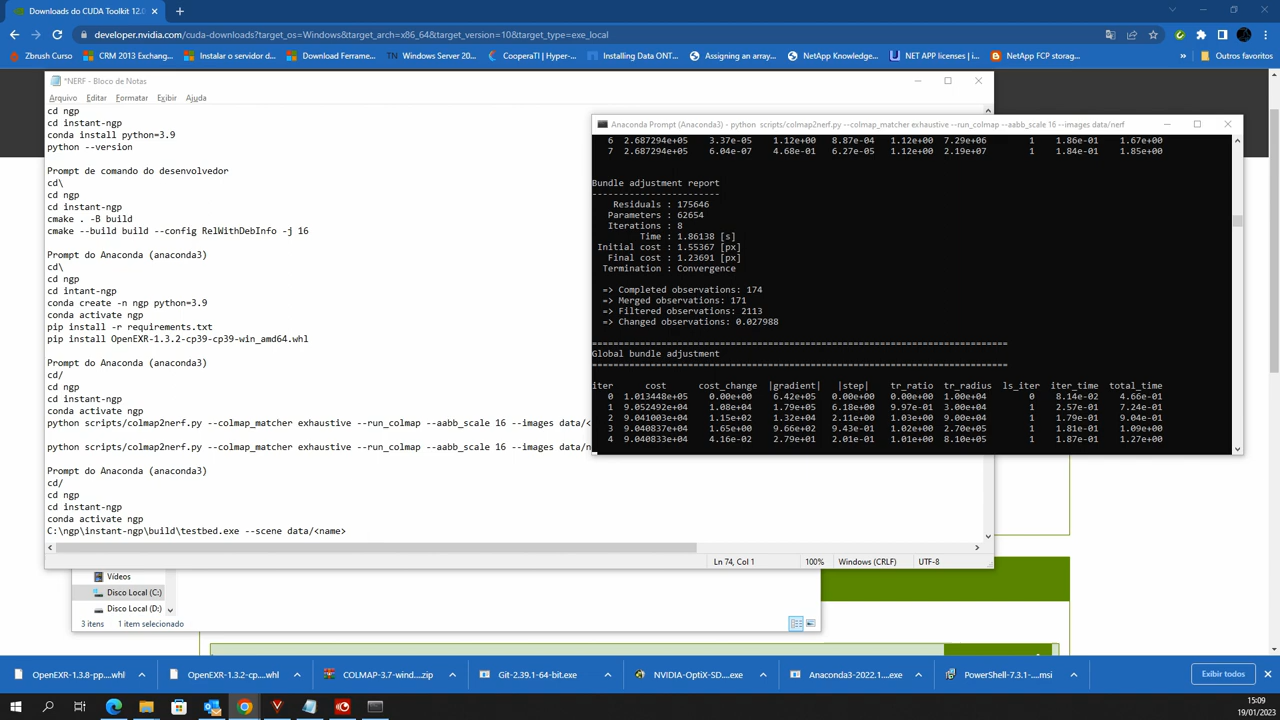 Downloads do CUDA Toolkit 12.0
developer.nvidia.com/cuda-downloads?target_os=Windows&target_arch=x86_64&target_version=10&target_type=exe_local
Zbrush Curso
CRM 2013 Exchang...
Instalar o servidor d...
Download Ferrame...
TN Windows Server 20...
CooperaTI | Hyper-...
Installing Data ONT...
Assigning an array...
NetApp Knowledge...
NET APP licenses | i...
NetApp FCP storag...
Outros favoritos
*NERF - Bloco de Notas
Arquivo Editar Formatar Exibir Ajuda
cd ngp
cd instant-ngp
conda install python=3.9
python --version
Prompt de comando do desenvolvedor
cd\
cd ngp
cd instant-ngp
cmake . -B build
cmake --build build --config RelWithDebInfo -j 16
Prompt do Anaconda (anaconda3)
cd\
cd ngp
cd intant-ngp
conda create -n ngp python=3.9
conda activate ngp
pip install -r requirements.txt
pip install OpenEXR-1.3.2-cp39-cp39-win_amd64.whl
Prompt do Anaconda (anaconda3)
cd/
cd ngp
cd instant-ngp
conda activate ngp
python scripts/colmap2nerf.py --colmap_matcher exhaustive --run_colmap --aabb_scale 16 --images data/<
python scripts/colmap2nerf.py --colmap_matcher exhaustive --run_colmap --aabb_scale 16 --images data/n
Prompt do Anaconda (anaconda3)
cd/
cd ngp
cd instant-ngp
conda activate ngp
C:\ngp\instant-ngp\build\testbed.exe --scene data/<name>
Ln 74, Col 1 100% Windows (CRLF) UTF-8
Anaconda Prompt (Anaconda3) - python scripts/colmap2nerf.py --colmap_matcher exhaustive --run_colmap --aabb_scale 16 --images data/nerf
6 2.687294e+05 3.37e-05 1.12e+00 8.87e-04 1.12e+00 7.29e+06 1 1.86e-01 1.67e+00
7 2.687294e+05 6.04e-07 4.68e-01 6.27e-05 1.12e+00 2.19e+07 1 1.84e-01 1.85e+00
Bundle adjustment report
------------------------
Residuals : 175646
Parameters : 62654
Iterations : 8
Time : 1.86138 [s]
Initial cost : 1.55367 [px]
Final cost : 1.23691 [px]
Termination : Convergence
=> Completed observations: 174
=> Merged observations: 171
=> Filtered observations: 2113
=> Changed observations: 0.027988
==============================================================================
Global bundle adjustment
==============================================================================
iter cost cost_change |gradient| |step| tr_ratio tr_radius ls_iter iter_time total_time
0 1.013448e+05 0.00e+00 6.42e+05 0.00e+00 0.00e+00 1.00e+04 0 8.14e-02 4.66e-01
1 9.052492e+04 1.08e+04 1.79e+05 6.18e+00 9.97e-01 3.00e+04 1 2.57e-01 7.24e-01
2 9.041003e+04 1.15e+02 1.32e+04 2.11e+00 1.03e+00 9.00e+04 1 1.79e-01 9.04e-01
3 9.040837e+04 1.65e+00 9.66e+02 9.43e-01 1.02e+00 2.70e+05 1 1.81e-01 1.09e+00
4 9.040833e+04 4.16e-02 2.79e+01 2.01e-01 1.01e+00 8.10e+05 1 1.87e-01 1.27e+00
Vídeos
Disco Local (C:)
Disco Local (D:)
3 itens 1 item selecionado
OpenEXR-1.3.8-pp....whl
OpenEXR-1.3.2-cp....whl
COLMAP-3.7-wind....zip
Git-2.39.1-64-bit.exe
NVIDIA-OptiX-SD....exe
Anaconda3-2022.1....exe
PowerShell-7.3.1-....msi
Exibir todos
15:09
19/01/2023